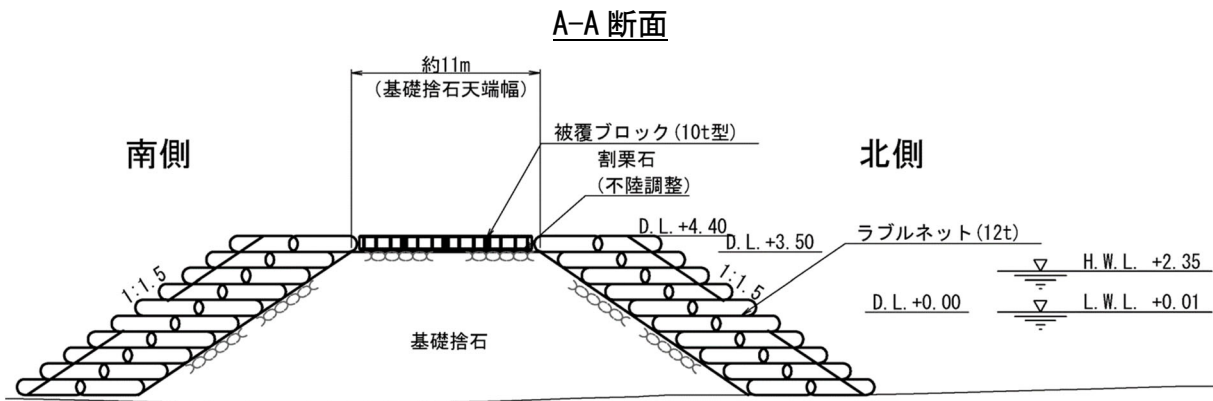 A-A 断面
約11m
(基礎捨石天端幅)
被覆ブロック(10t型)
南側
北側
割栗石
(不陸調整)
D.L.+4.40
D.L.+3.50
ラブルネット(12t)
H.W.L. +2.35
1:1.5
1:1.5
D.L.+0.00
L.W.L. +0.01
基礎捨石